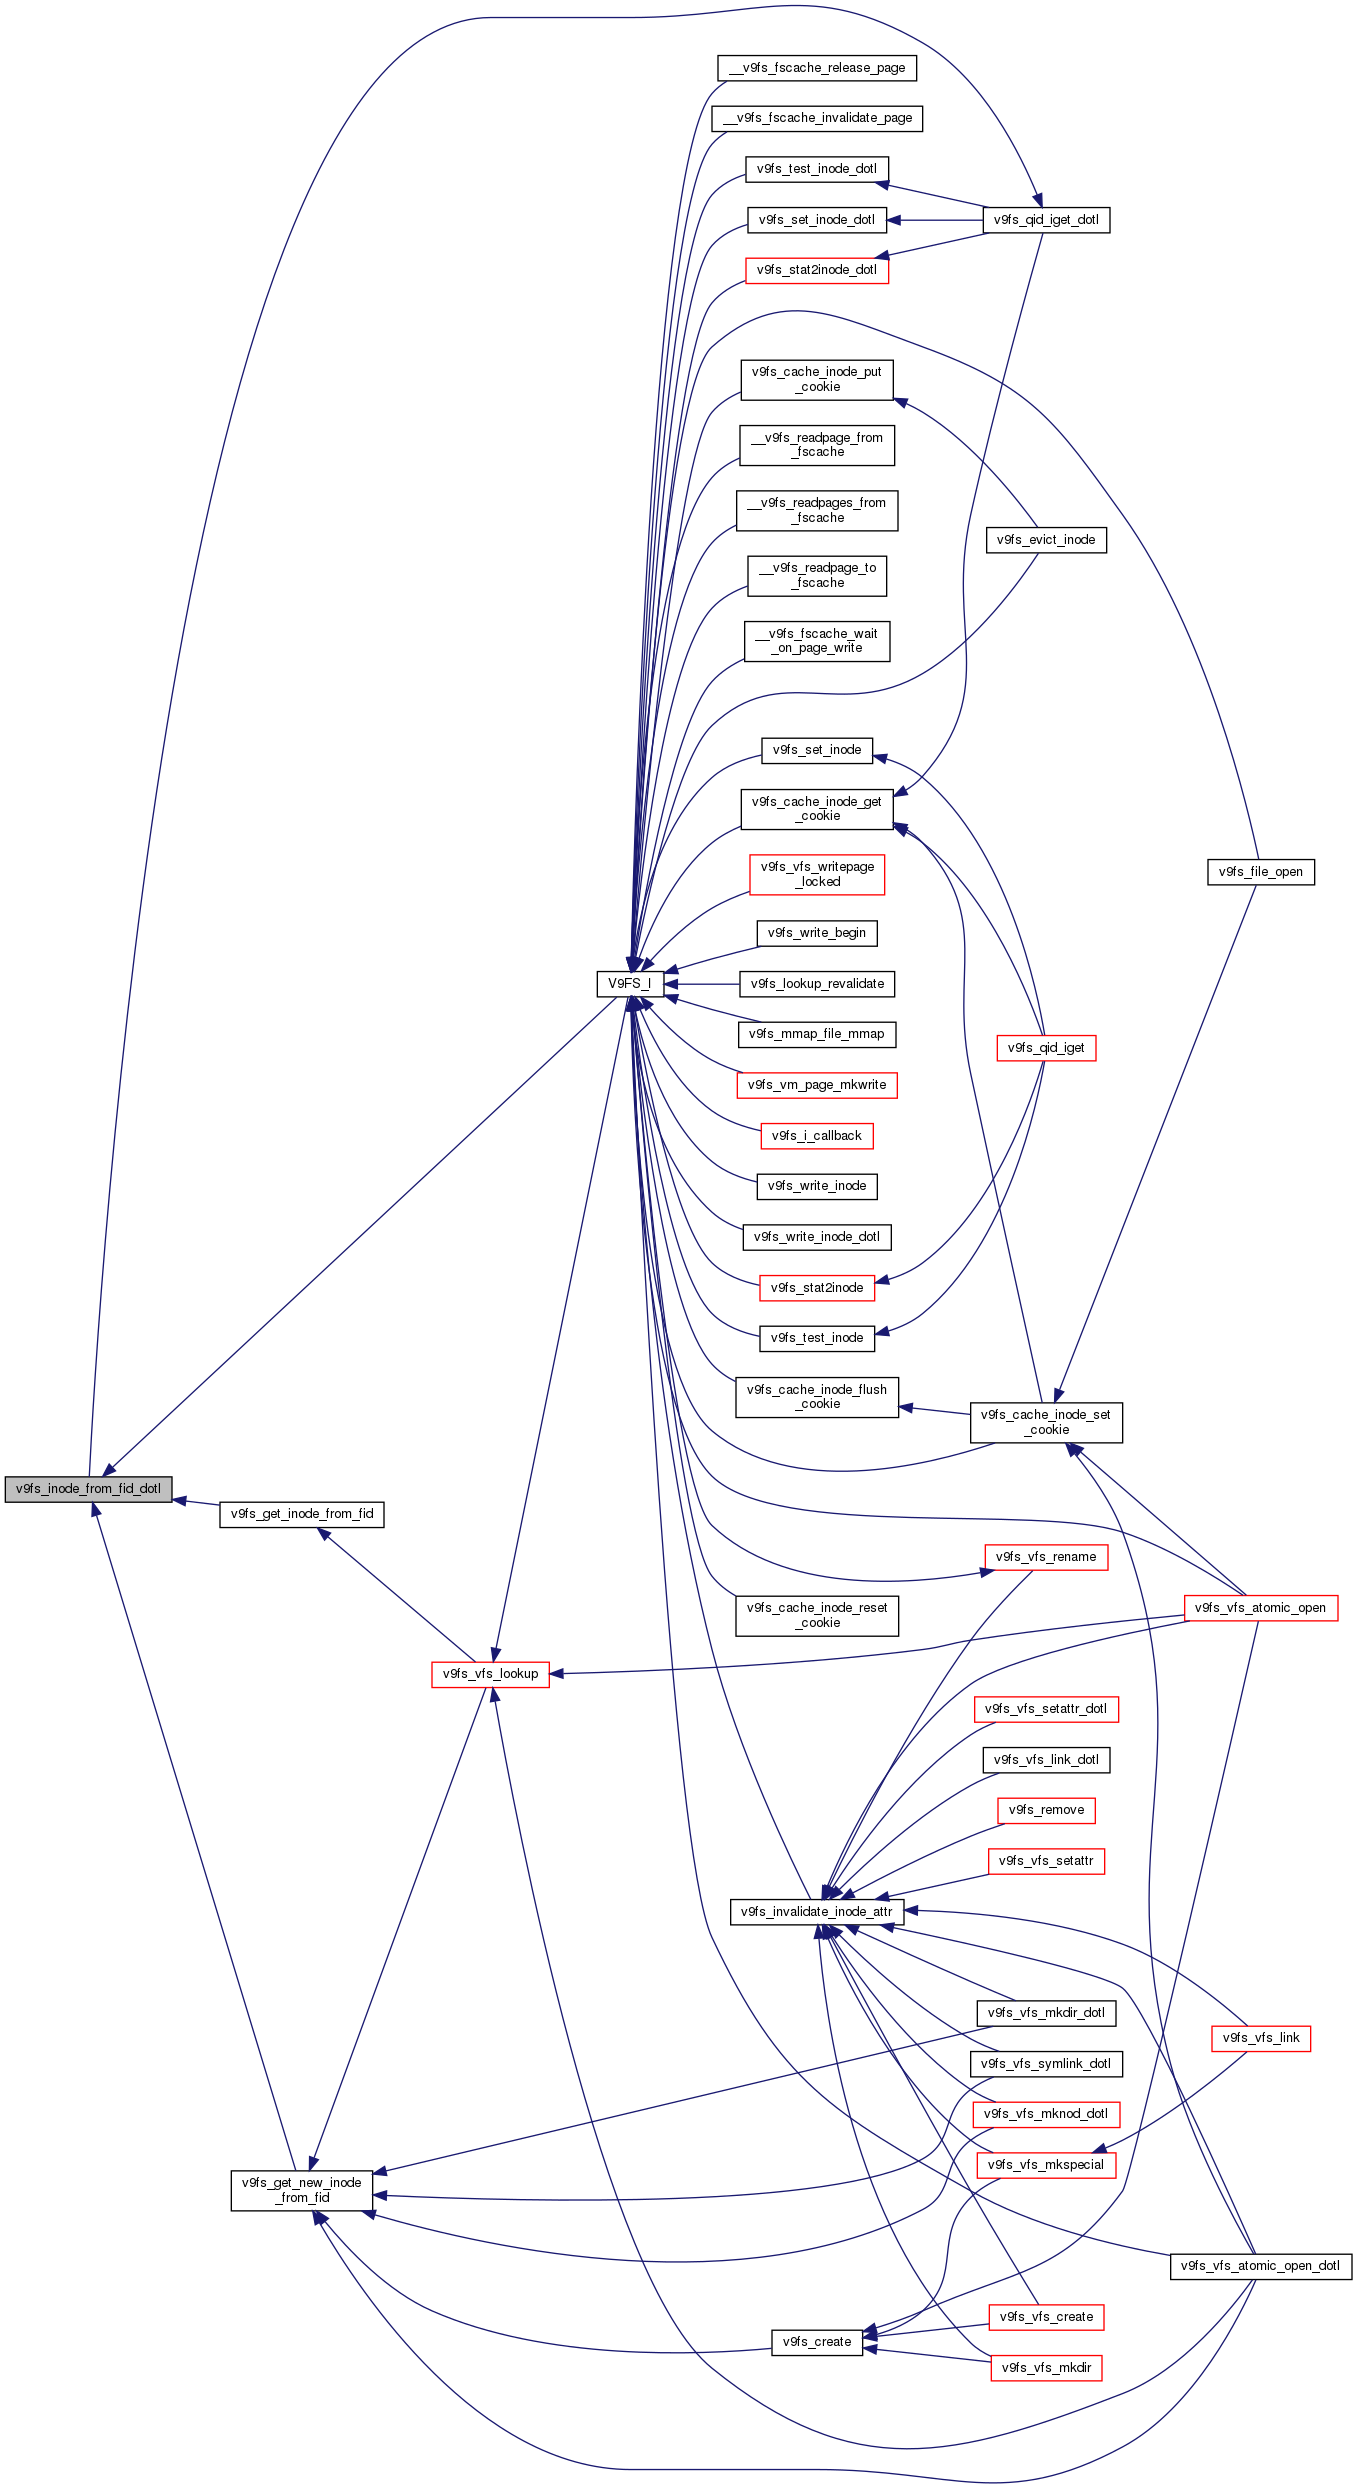 __v9fs_fscache_release_page
__v9fs_fscache_invalidate_page
v9fs_test_inode_dotl
v9fs_set_inode_dotl
v9fs_qid_iget_dotl
v9fs_stat2inode_dotl
v9fs_cache_inode_put
_cookie
__v9fs_readpage_from
_fscache
__v9fs_readpages_from
_fscache
v9fs_evict_inode
__v9fs_readpage_to
_fscache
__v9fs_fscache_wait
_on_page_write
v9fs_set_inode
v9fs_cache_inode_get
_cookie
v9fs_vfs_writepage
_locked
v9fs_file_open
v9fs_write_begin
V9FS_I
v9fs_lookup_revalidate
v9fs_mmap_file_mmap
v9fs_qid_iget
v9fs_vm_page_mkwrite
v9fs_i_callback
v9fs_write_inode
v9fs_write_inode_dotl
v9fs_stat2inode
v9fs_test_inode
v9fs_cache_inode_flush
_cookie
v9fs_cache_inode_set
_cookie
v9fs_inode_from_fid_dotl
v9fs_get_inode_from_fid
v9fs_vfs_rename
v9fs_cache_inode_reset
_cookie
v9fs_vfs_atomic_open
v9fs_vfs_lookup
v9fs_vfs_setattr_dotl
v9fs_vfs_link_dotl
v9fs_remove
v9fs_vfs_setattr
v9fs_invalidate_inode_attr
v9fs_vfs_mkdir_dotl
v9fs_vfs_link
v9fs_vfs_symlink_dotl
v9fs_vfs_mknod_dotl
v9fs_vfs_mkspecial
v9fs_get_new_inode
_from_fid
v9fs_vfs_atomic_open_dotl
v9fs_vfs_create
v9fs_create
v9fs_vfs_mkdir